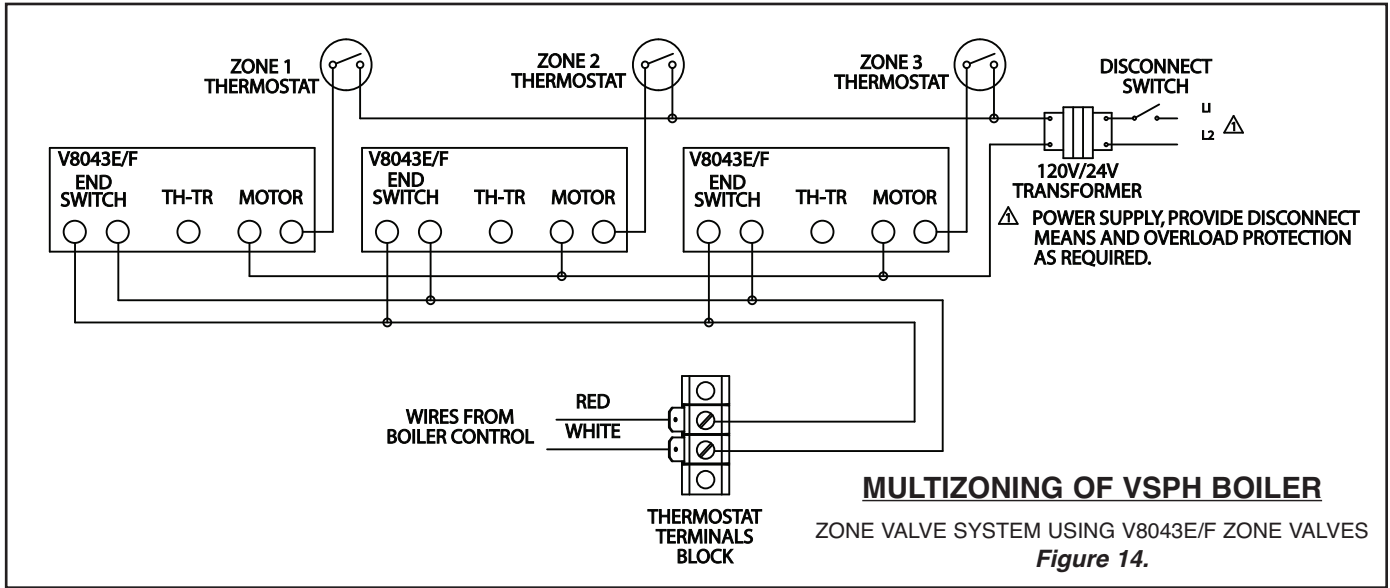 ZONE 1
THERMOSTAT
ZONE 2
THERMOSTAT
ZONE 3
THERMOSTAT
DISCONNECT
SWITCH
L1
L2 1
120V/24V
TRANSFORMER
1 POWER SUPPLY, PROVIDE DISCONNECT
MEANS AND OVERLOAD PROTECTION
AS REQUIRED.
V8043E/F
END
SWITCH TH-TR MOTOR
V8043E/F
END
SWITCH TH-TR MOTOR
V8043E/F
END
SWITCH TH-TR MOTOR
WIRES FROM
BOILER CONTROL
RED
WHITE
THERMOSTAT
TERMINALS
BLOCK
MULTIZONING OF VSPH BOILER
ZONE VALVE SYSTEM USING V8043E/F ZONE VALVES
Figure 14.